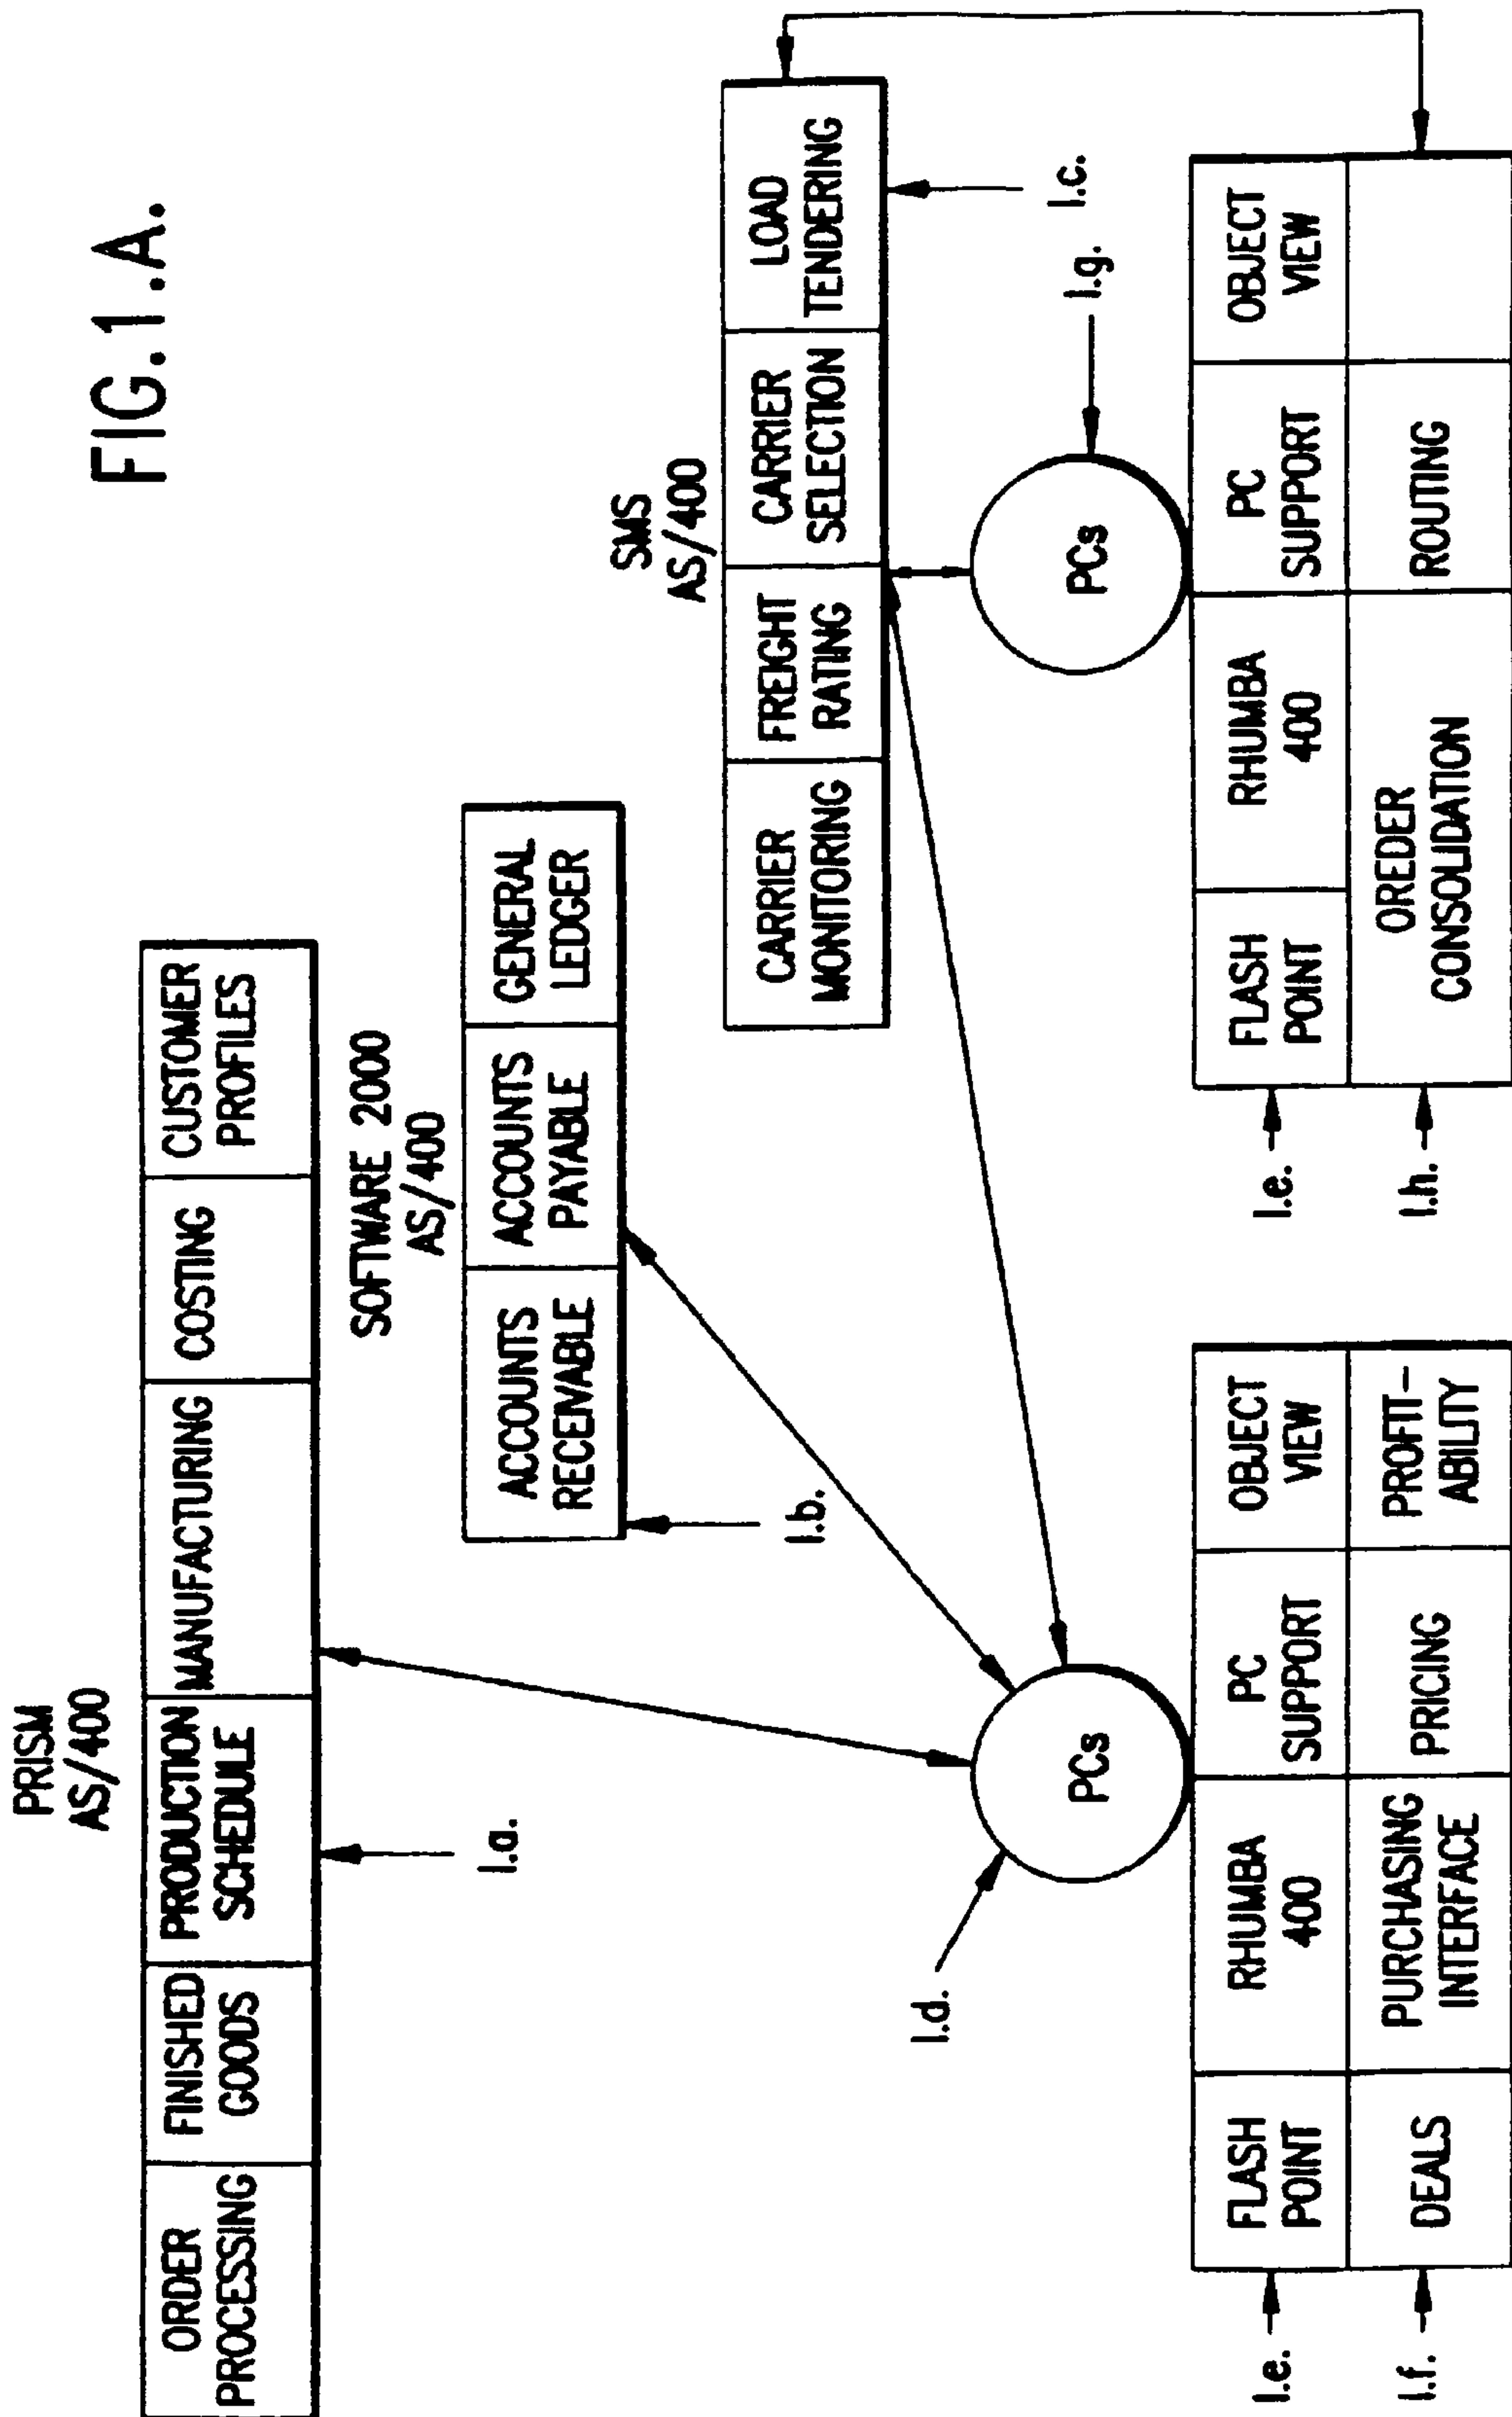 FIG.1.A.
PRISM
AS/400
ORDER
PROCESSING
FINISHED
GOODS
PRODUCTION
SCHEDULE
MANUFACTURING
COSTING
CUSTOMER
PROFILES
I.a.
SOFTWARE 2000
AS/400
ACCOUNTS
RECEIVABLE
ACCOUNTS
PAYABLE
GENERAL
LEDGER
I.b.
SMS
AS/400
CARRIER
MONITORING
FREIGHT
RATING
CARRIER
SELECTION
LOAD
TENDERING
I.c.
I.d.
PCs
I.g.
PCs
I.e.
FLASH
POINT
RHUMBA
400
PC
SUPPORT
OBJECT
VIEW
I.f.
DEALS
PURCHASING
INTERFACE
PRICING
PROFIT-
ABILITY
I.e.
FLASH
POINT
RHUMBA
400
PC
SUPPORT
OBJECT
VIEW
I.h.
OREDER
CONSOLIDATION
ROUTING